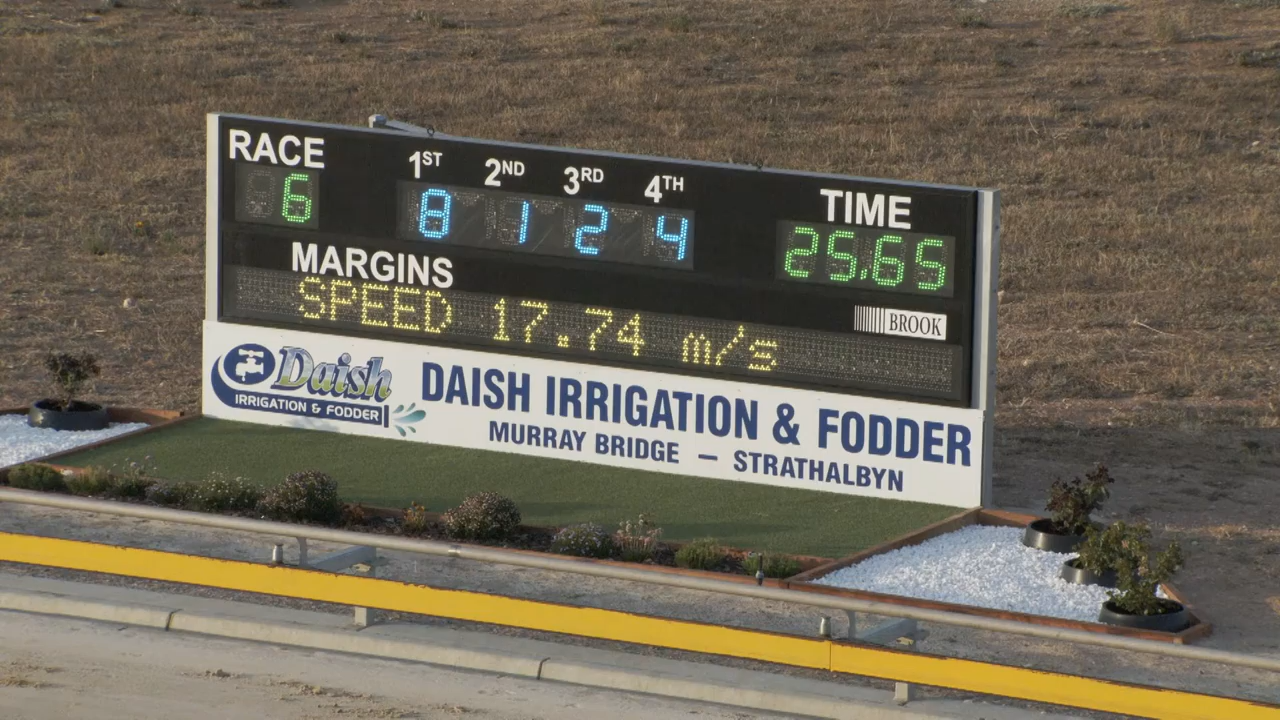 RACE 1ST 2ND 3RD 4TH TIME
6 8 1 2 4 25.65
MARGINS
SPEED 17.74 m/s
BROOK
Daish
IRRIGATION & FODDER
DAISH IRRIGATION & FODDER
MURRAY BRIDGE – STRATHALBYN